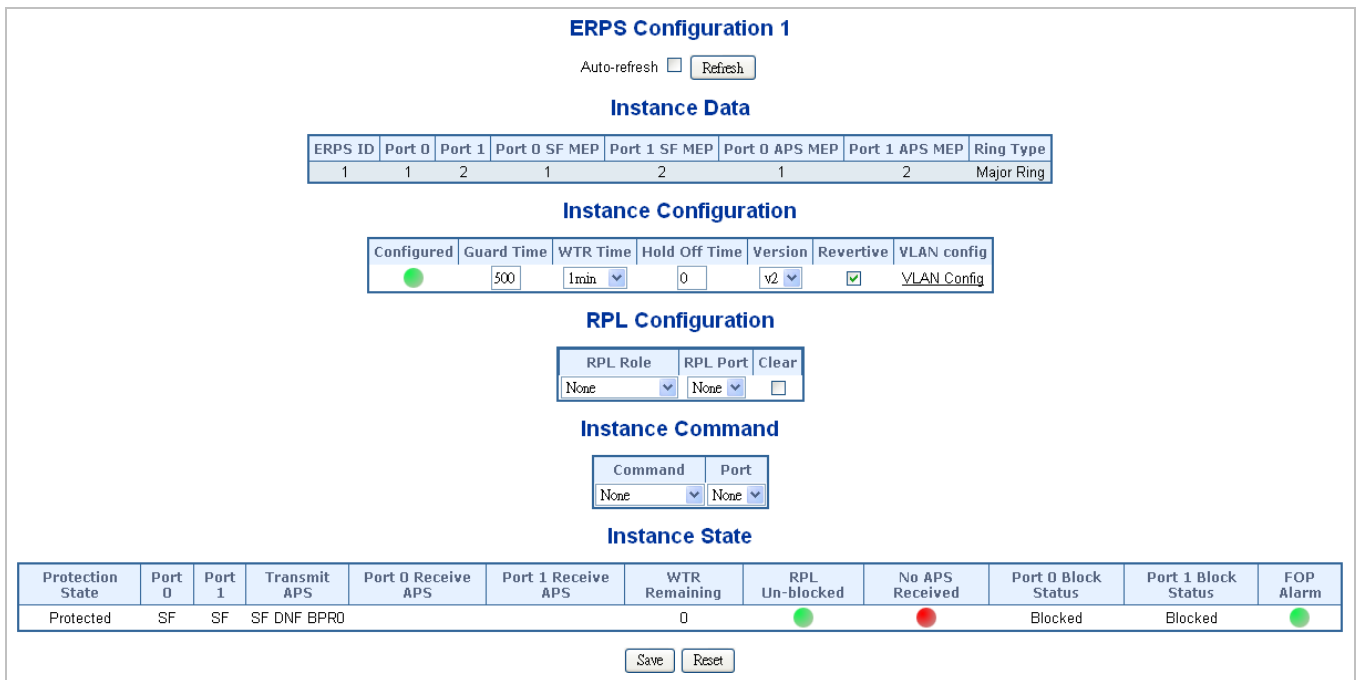 ERPS Configuration 1
Auto-refresh Refresh
Instance Data
ERPS ID Port 0 Port 1 Port 0 SF MEP Port 1 SF MEP Port 0 APS MEP Port 1 APS MEP Ring Type
1 1 2 1 2 1 2 Major Ring
Instance Configuration
Configured Guard Time WTR Time Hold Off Time Version Revertive VLAN config
500 1min 0 v2 VLAN Config
RPL Configuration
RPL Role RPL Port Clear
None None
Instance Command
Command Port
None None
Instance State
Protection State Port 0 Port 1 Transmit APS Port 0 Receive APS Port 1 Receive APS WTR Remaining RPL Un-blocked No APS Received Port 0 Block Status Port 1 Block Status FOP Alarm
Protected SF SF SF DNF BPR0 0 Blocked Blocked
Save Reset